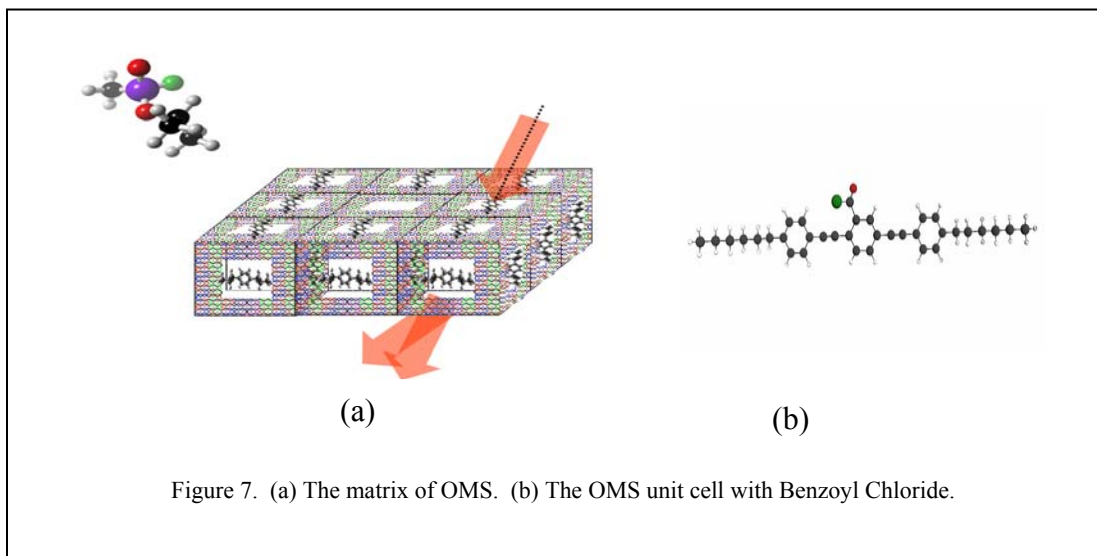 (a)
(b)
Figure 7. (a) The matrix of OMS. (b) The OMS unit cell with Benzoyl Chloride.